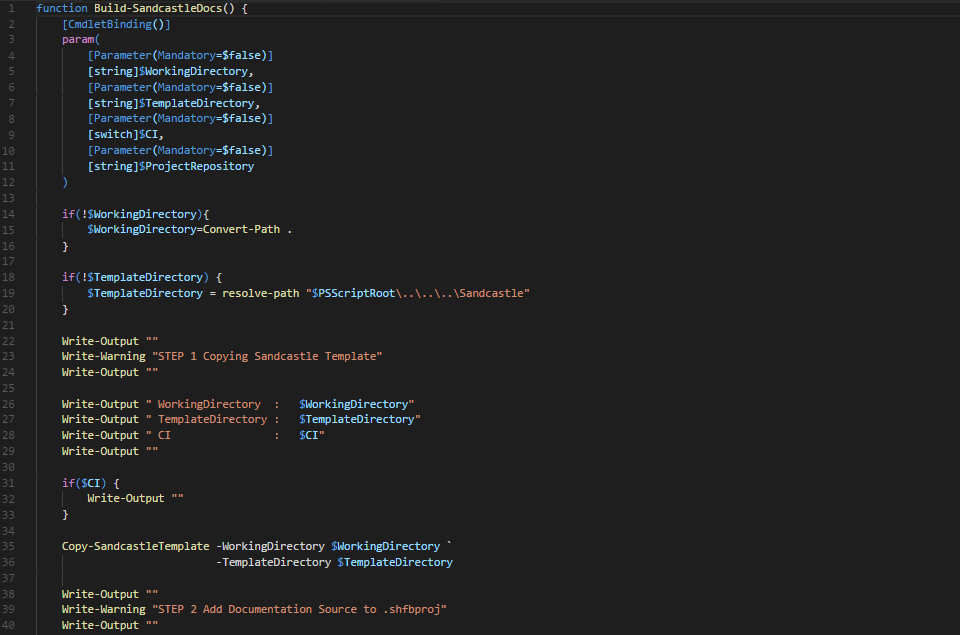 1 function Build-SandcastleDocs() {
2     [CmdletBinding()]
3     param(
4         [Parameter(Mandatory=$false)]
5         [string]$WorkingDirectory,
6         [Parameter(Mandatory=$false)]
7         [string]$TemplateDirectory,
8         [Parameter(Mandatory=$false)]
9         [switch]$CI,
10         [Parameter(Mandatory=$false)]
11         [string]$ProjectRepository
12     )
13
14     if(!$WorkingDirectory){
15         $WorkingDirectory=Convert-Path .
16     }
17
18     if(!$TemplateDirectory) {
19         $TemplateDirectory = resolve-path "$PSScriptRoot\..\..\..\Sandcastle"
20     }
21
22     Write-Output ""
23     Write-Warning "STEP 1 Copying Sandcastle Template"
24     Write-Output ""
25
26     Write-Output " WorkingDirectory  :   $WorkingDirectory"
27     Write-Output " TemplateDirectory :   $TemplateDirectory"
28     Write-Output " CI                :   $CI"
29     Write-Output ""
30
31     if($CI) {
32         Write-Output ""
33     }
34
35     Copy-SandcastleTemplate -WorkingDirectory $WorkingDirectory `
36                             -TemplateDirectory $TemplateDirectory
37
38     Write-Output ""
39     Write-Warning "STEP 2 Add Documentation Source to .shfbproj"
40     Write-Output ""